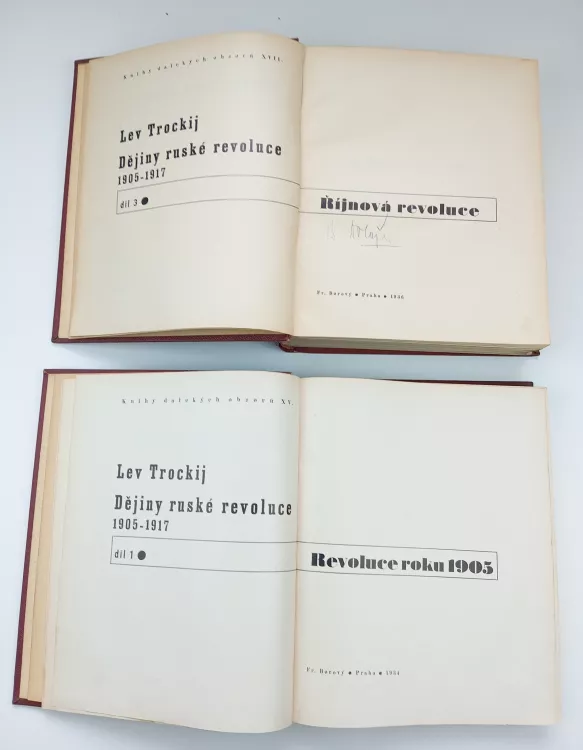 Knihy dalekých obzorů XVII.
Lev Trockij
Dějiny ruské revoluce
1905-1917
díl 3
Říjnová revoluce
Fr. Borový • Praha • 1936
Knihy dalekých obzorů XV.
Lev Trockij
Dějiny ruské revoluce
1905-1917
díl 1
Revoluce roku 1905
Fr. Borový • Praha • 1934